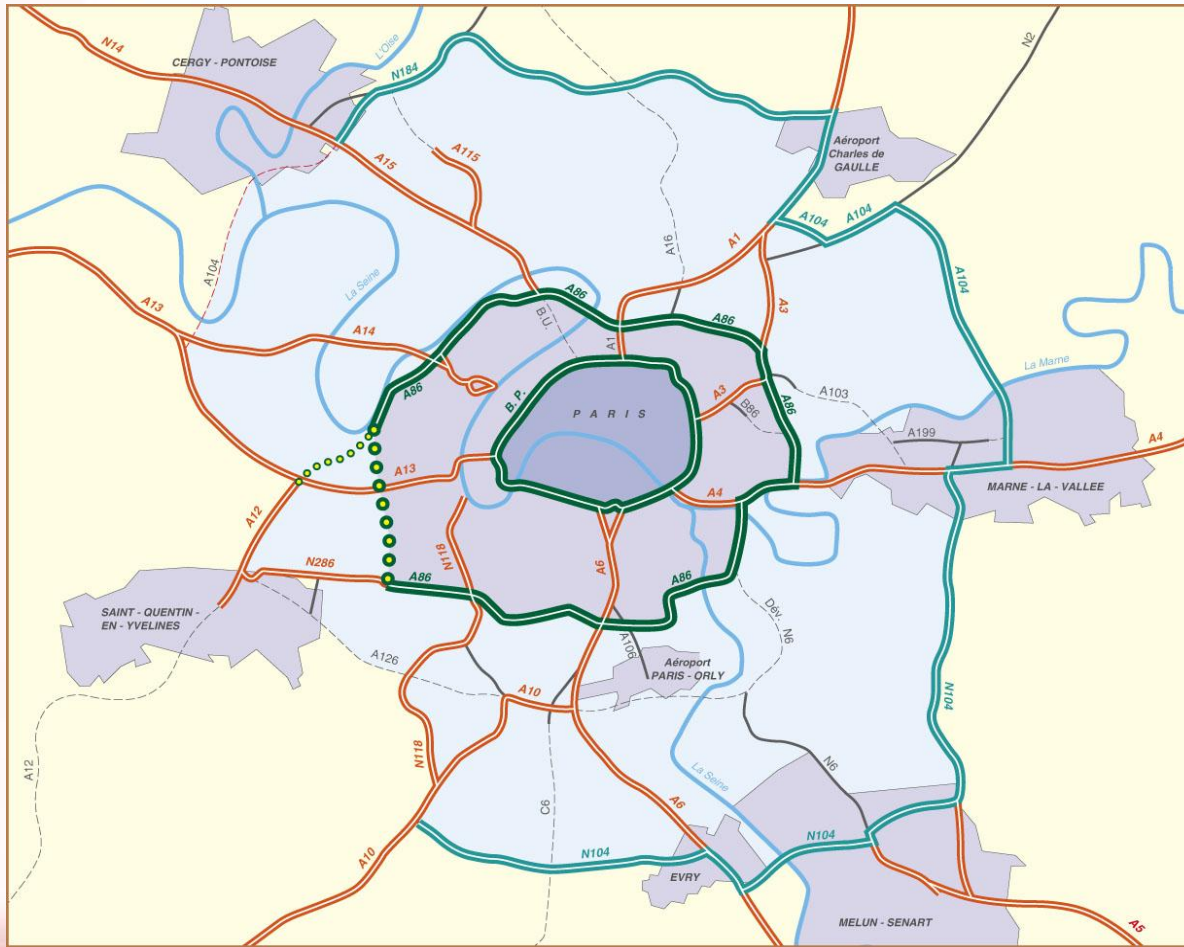 N14
CERGY - PONTOISE
L'Oise
N184
N2
A15
A115
Aéroport
Charles de
GAULLE
A104
A104
A104
A16
A1
A13
La Seine
A86
B.U.
A14
A1
A86
A3
A104
La Marne
A86
B. P.
P A R I S
A3
B86
A86
A103
A199
A4
MARNE - LA - VALLEE
A13
A4
A12
N118
A6
N286
A86
A86
SAINT - QUENTIN -
EN - YVELINES
A126
A106
Aéroport
PARIS - ORLY
Dév. N6
A10
N104
A12
N118
La Seine
N6
C6
A6
A10
N104
N104
EVRY
MELUN - SENART
A5